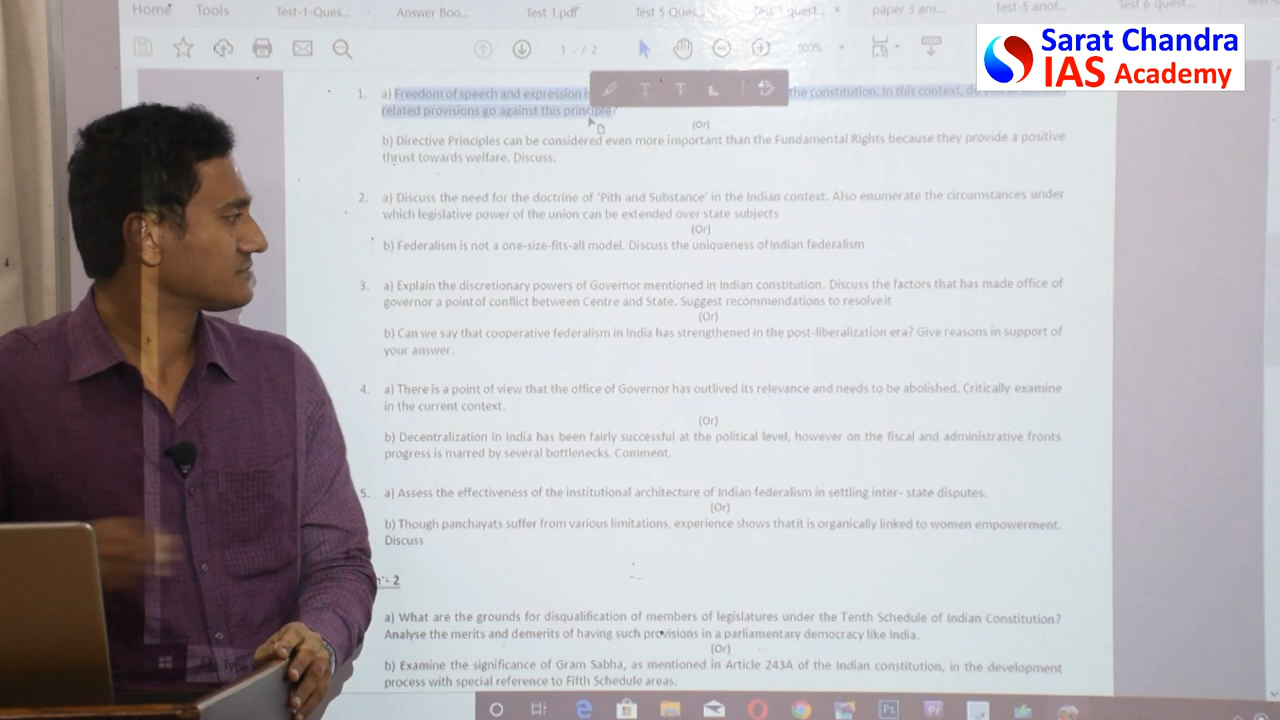 Home Tools Test-1-Ques... Answer Boo... Test 1.pdf Test 5 Ques... quest... × paper 3 ans... test-5 anot... Test 6 quest...
1 / 2 100%
Sarat Chandra
IAS Academy
1. a) Freedom of speech and expression the constitution. In this context, do
related provisions go against this principle?
(Or)
b) Directive Principles can be considered even more important than the Fundamental Rights because they provide a positive
thrust towards welfare. Discuss.
2. a) Discuss the need for the doctrine of 'Pith and Substance' in the Indian context. Also enumerate the circumstances under
which legislative power of the union can be extended over state subjects
(Or)
b) Federalism is not a one-size-fits-all model. Discuss the uniqueness of Indian federalism
3. a) Explain the discretionary powers of Governor mentioned in Indian constitution. Discuss the factors that has made office of
governor a point of conflict between Centre and State. Suggest recommendations to resolve it
(Or)
b) Can we say that cooperative federalism in India has strengthened in the post-liberalization era? Give reasons in support of
your answer.
4. a) There is a point of view that the office of Governor has outlived its relevance and needs to be abolished. Critically examine
in the current context.
(Or)
b) Decentralization in India has been fairly successful at the political level, however on the fiscal and administrative fronts
progress is marred by several bottlenecks. Comment.
5. a) Assess the effectiveness of the institutional architecture of Indian federalism in settling inter- state disputes.
(Or)
b) Though panchayats suffer from various limitations, experience shows that it is organically linked to women empowerment.
Discuss
- 2
a) What are the grounds for disqualification of members of legislatures under the Tenth Schedule of Indian Constitution?
Analyse the merits and demerits of having such provisions in a parliamentary democracy like India.
(Or)
b) Examine the significance of Gram Sabha, as mentioned in Article 243A of the Indian constitution, in the development
process with special reference to Fifth Schedule areas.
Type
Ps Pr